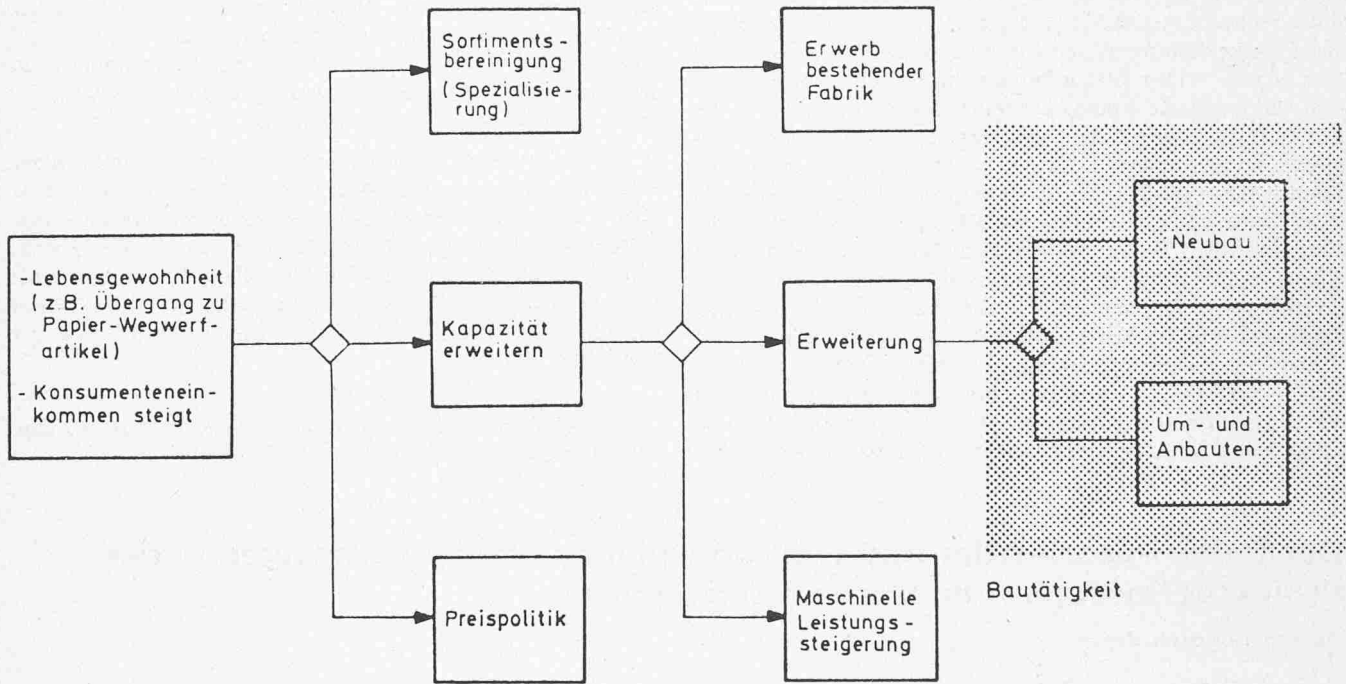 -Lebensgewohnheit
(z.B. Übergang zu
Papier-Wegwerf-
artikel)
- Konsumentenein-
kommen steigt
Sortiments-
bereinigung
(Spezialisie-
rung)
Kapazität
erweitern
Preispolitik
Erwerb
bestehender
Fabrik
Erweiterung
Maschinelle
Leistungs-
steigerung
Neubau
Um- und
Anbauten
Bautätigkeit